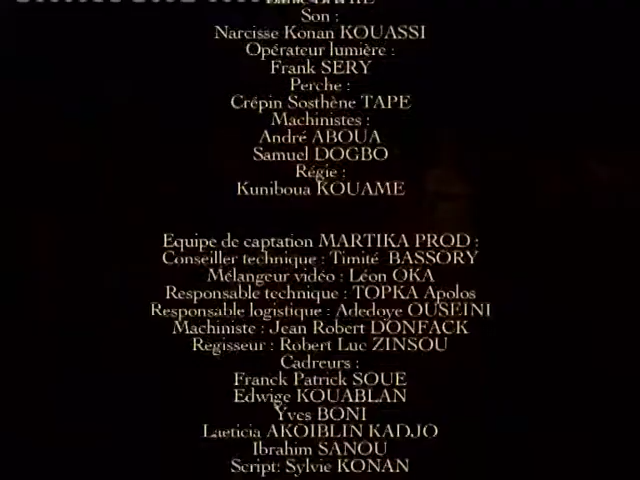 Son :
Narcisse Konan KOUASSI
Opérateur lumière :
Frank SERY
Perche :
Crépin Sosthène TAPE
Machinistes :
André ABOUA
Samuel DOGBO
Régie :
Kuniboua KOUAME
Equipe de captation MARTIKA PROD :
Conseiller technique : Timité BASSORY
Mélangeur vidéo : Léon OKA
Responsable technique : TOPKA Apolos
Responsable logistique : Adedoye OUSEINI
Machiniste : Jean Robert DONFACK
Regisseur : Robert Luc ZINSOU
Cadreurs :
Franck Patrick SOUE
Edwige KOUABLAN
Yves BONI
Laeticia AKOIBLIN KADJO
Ibrahim SANOU
Script: Sylvie KONAN